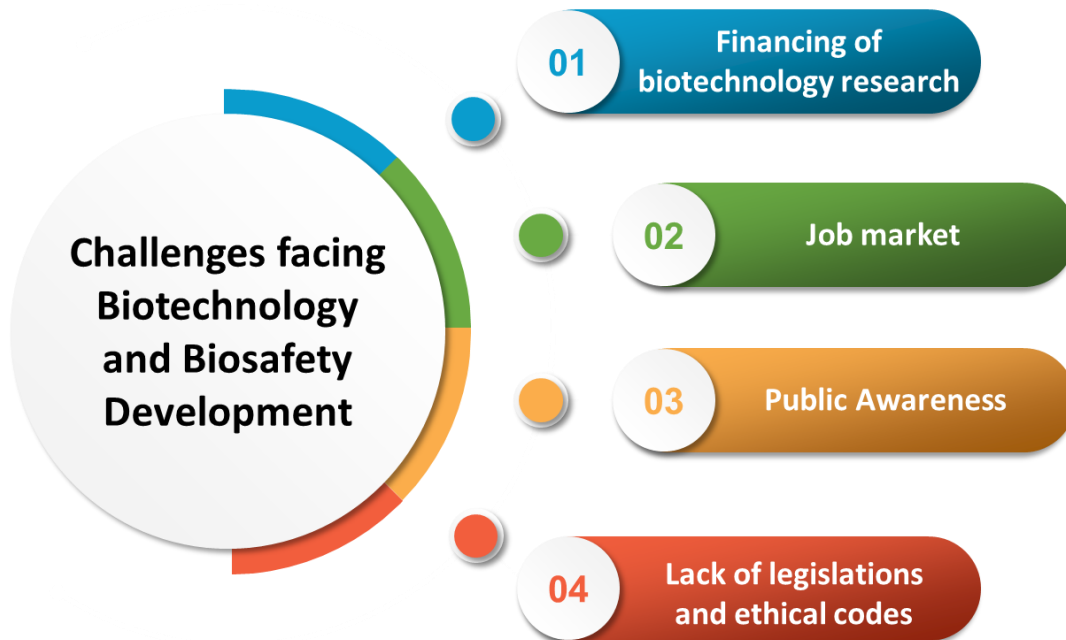 Challenges facing
Biotechnology
and Biosafety
Development
01
Financing of
biotechnology research
02
Job market
03
Public Awareness
04
Lack of legislations
and ethical codes